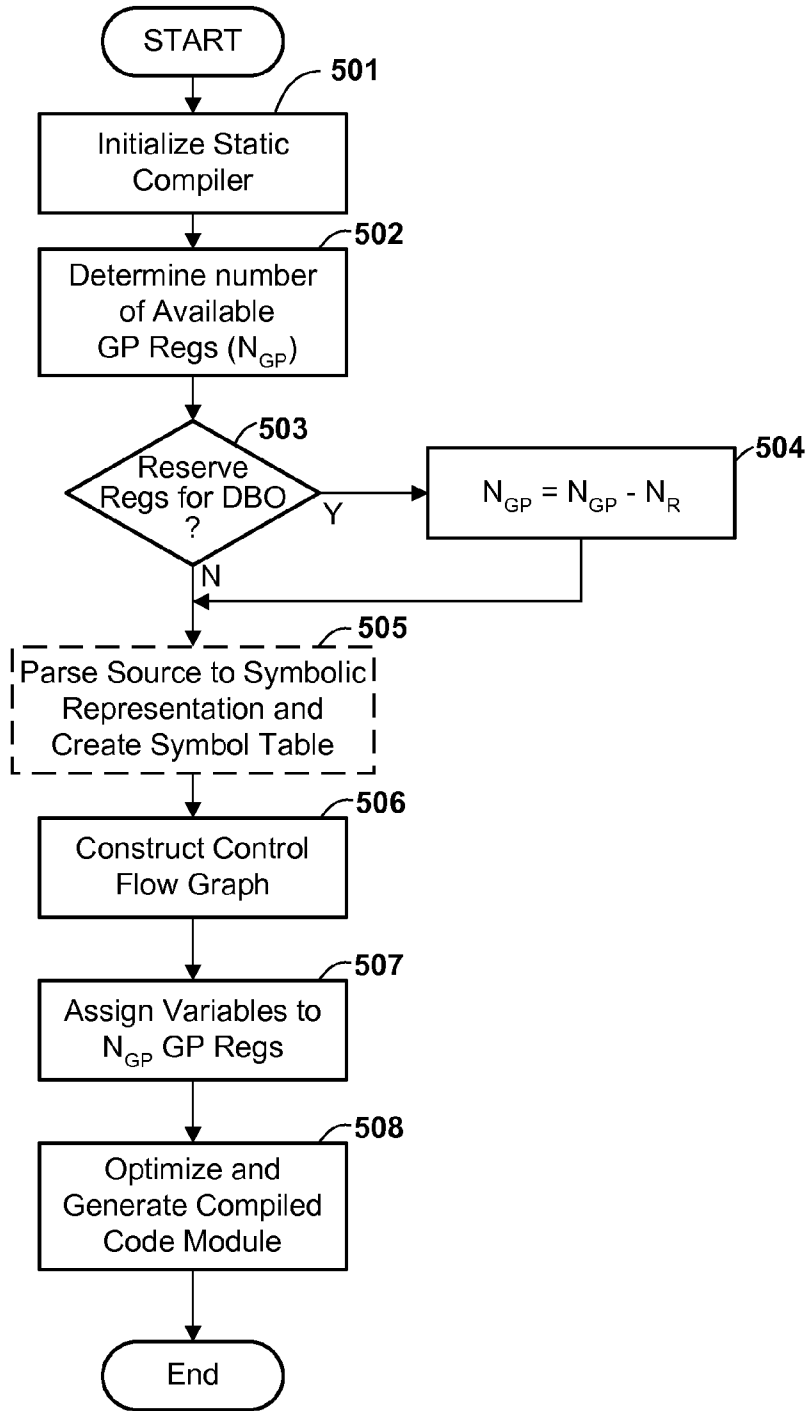 START
501
Initialize Static
Compiler
502
Determine number
of Available
GP Regs (NGP)
503
Reserve
Regs for DBO
?
Y
N
504
NGP = NGP - NR
505
Parse Source to Symbolic
Representation and
Create Symbol Table
506
Construct Control
Flow Graph
507
Assign Variables to
NGP GP Regs
508
Optimize and
Generate Compiled
Code Module
End